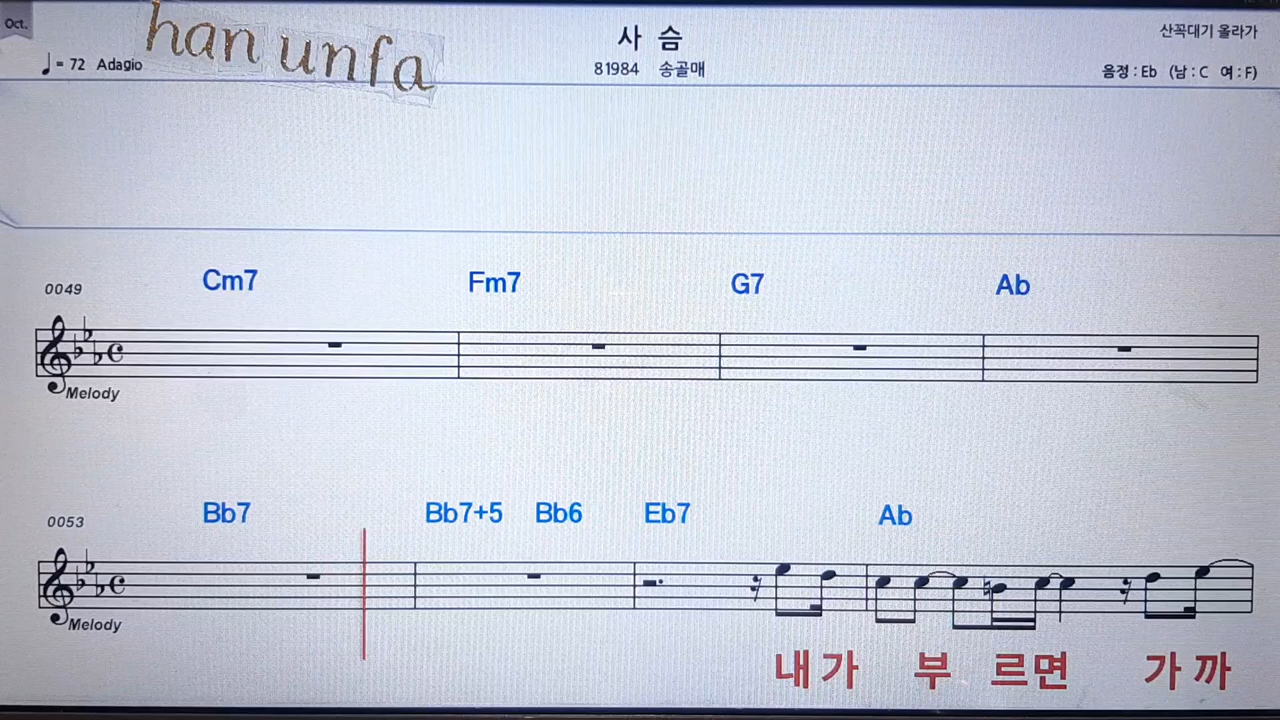 Oct.
han unfa
♩= 72 Adagio
사 슴
81984 송골매
산꼭대기 올라가
음정 : Eb (남 : C 여 : F)
Cm7 Fm7 G7 Ab
0049
Melody
Bb7 Bb7+5 Bb6 Eb7 Ab
0053
Melody
내 가 부 르면 가 까